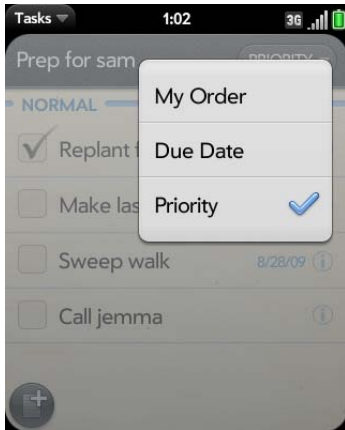 Tasks 1:02 3G
Prep for sam PRIORITY
NORMAL
My Order
Replant
Due Date
Make las
Priority
Sweep walk 8/28/09
Call jemma